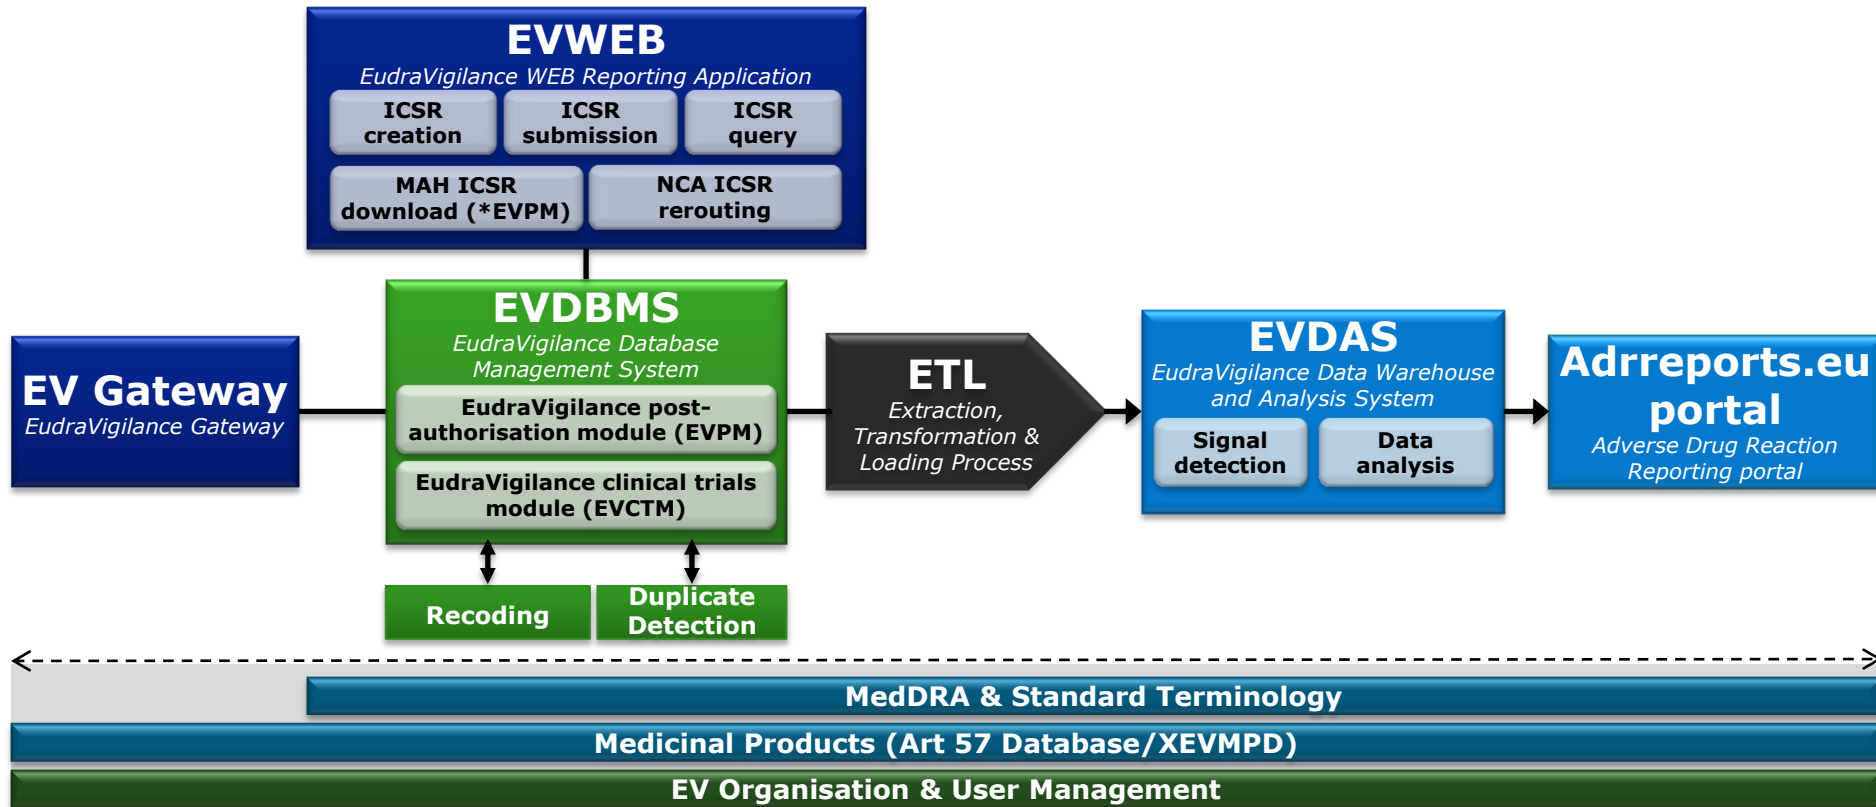 EVWEB
EudraVigilance WEB Reporting Application
ICSR
creation
ICSR
submission
ICSR
query
MAH ICSR
download (*EVPM)
NCA ICSR
rerouting
EV Gateway
EudraVigilance Gateway
EVDBMS
EudraVigilance Database
Management System
EudraVigilance post-
authorisation module (EVPM)
EudraVigilance clinical trials
module (EVCTM)
Recoding
Duplicate
Detection
ETL
Extraction,
Transformation &
Loading Process
EVDAS
EudraVigilance Data Warehouse
and Analysis System
Signal
detection
Data
analysis
Adrreports.eu
portal
Adverse Drug Reaction
Reporting portal
MedDRA & Standard Terminology
Medicinal Products (Art 57 Database/XEVMPD)
EV Organisation & User Management